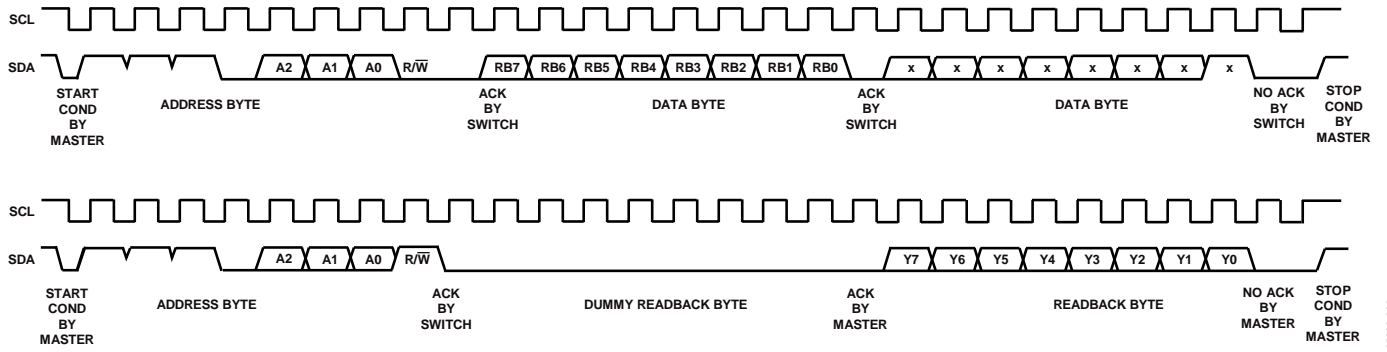 SCL
SDA A2 A1 A0 R/W̅ RB7 RB6 RB5 RB4 RB3 RB2 RB1 RB0 x x x x x x x x
START COND BY MASTER
ADDRESS BYTE
ACK BY SWITCH
DATA BYTE
ACK BY SWITCH
DATA BYTE
NO ACK BY SWITCH
STOP COND BY MASTER
SCL
SDA A2 A1 A0 R/W̅ Y7 Y6 Y5 Y4 Y3 Y2 Y1 Y0
START COND BY MASTER
ADDRESS BYTE
ACK BY SWITCH
DUMMY READBACK BYTE
ACK BY MASTER
READBACK BYTE
NO ACK BY MASTER
STOP COND BY MASTER